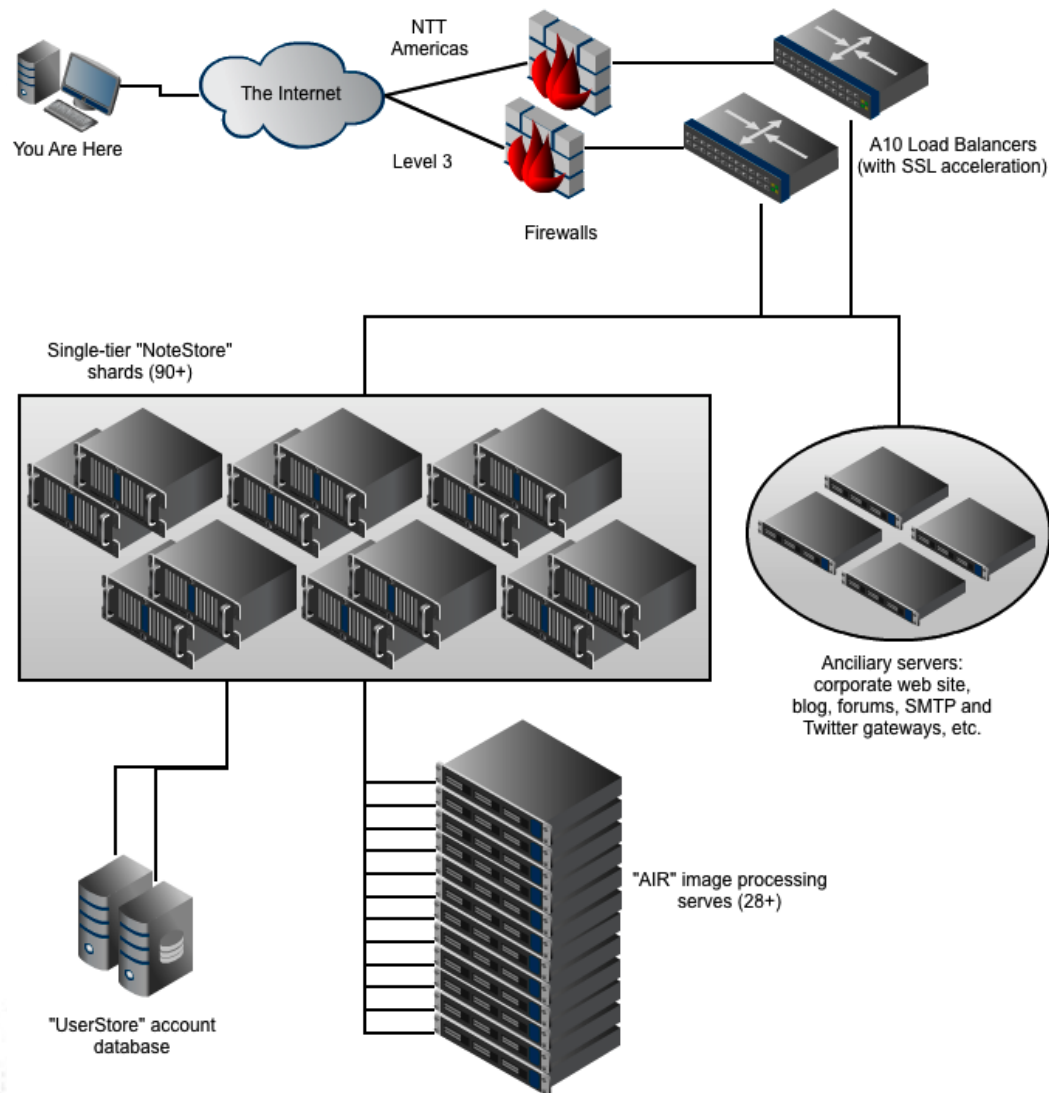 NTT
Americas
The Internet
You Are Here
Level 3
A10 Load Balancers
(with SSL acceleration)
Firewalls
Single-tier "NoteStore"
shards (90+)
Anciliary servers:
corporate web site,
blog, forums, SMTP and
Twitter gateways, etc.
"AIR" image processing
serves (28+)
"UserStore" account
database